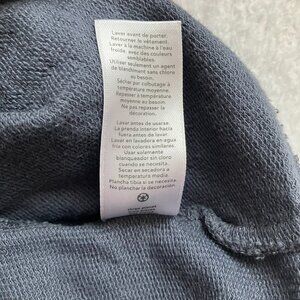 Laver avant de porter.
Retourner le vêtement.
Laver à la machine à l'eau
froide, avec des couleurs
semblables.
Utiliser seulement un agent
de blanchiment sans chlore
au besoin.
Sécher par culbutage à
température moyenne.
Repasser à température
moyenne au besoin.
Ne pas repasser la
décoration.
Lavar antes de usarse.
La prenda interior hacia
fuera antes de lavar.
Lavar en lavadora en agua
fría con colores similares.
Usar solamente
blanqueador sin cloro
cuando se necesita.
Secar en secadora a
temperatura media.
Plancha tibia si se necesita.
No planchar la decoración.